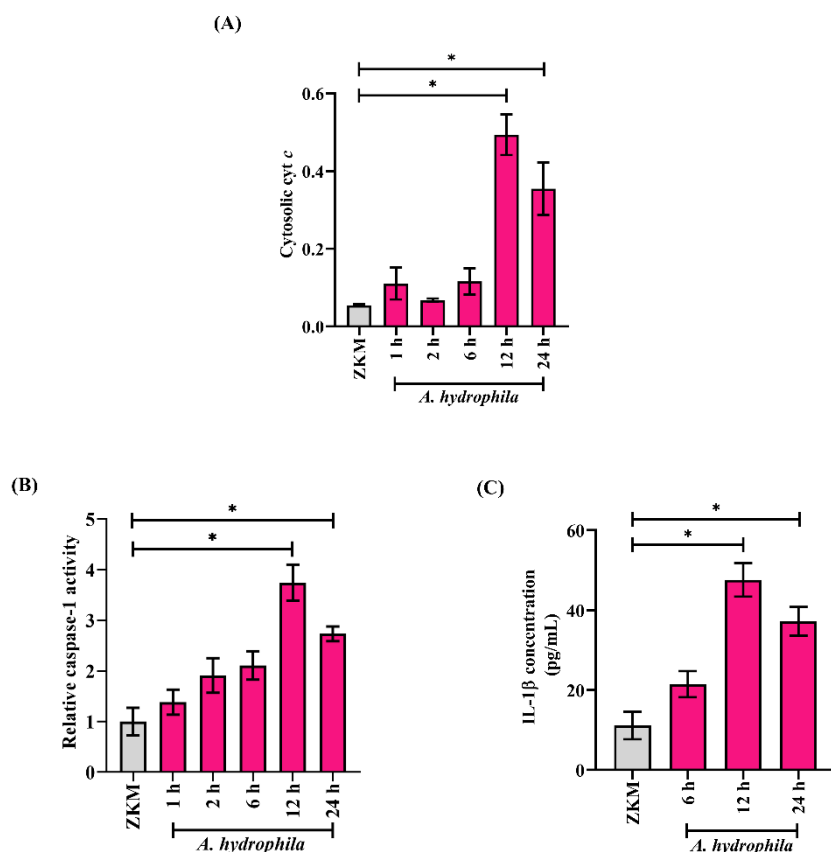 (A)
*
*
Cytosolic cyt c
0.6
0.4
0.2
0.0
ZKM
1 h
2 h
6 h
12 h
24 h
A. hydrophila
(B)
*
*
Relative caspase-1 activity
5
4
3
2
1
0
ZKM
1 h
2 h
6 h
12 h
24 h
A. hydrophila
(C)
*
*
IL-1β concentration
(pg/mL)
60
40
20
0
ZKM
6 h
12 h
24 h
A. hydrophila